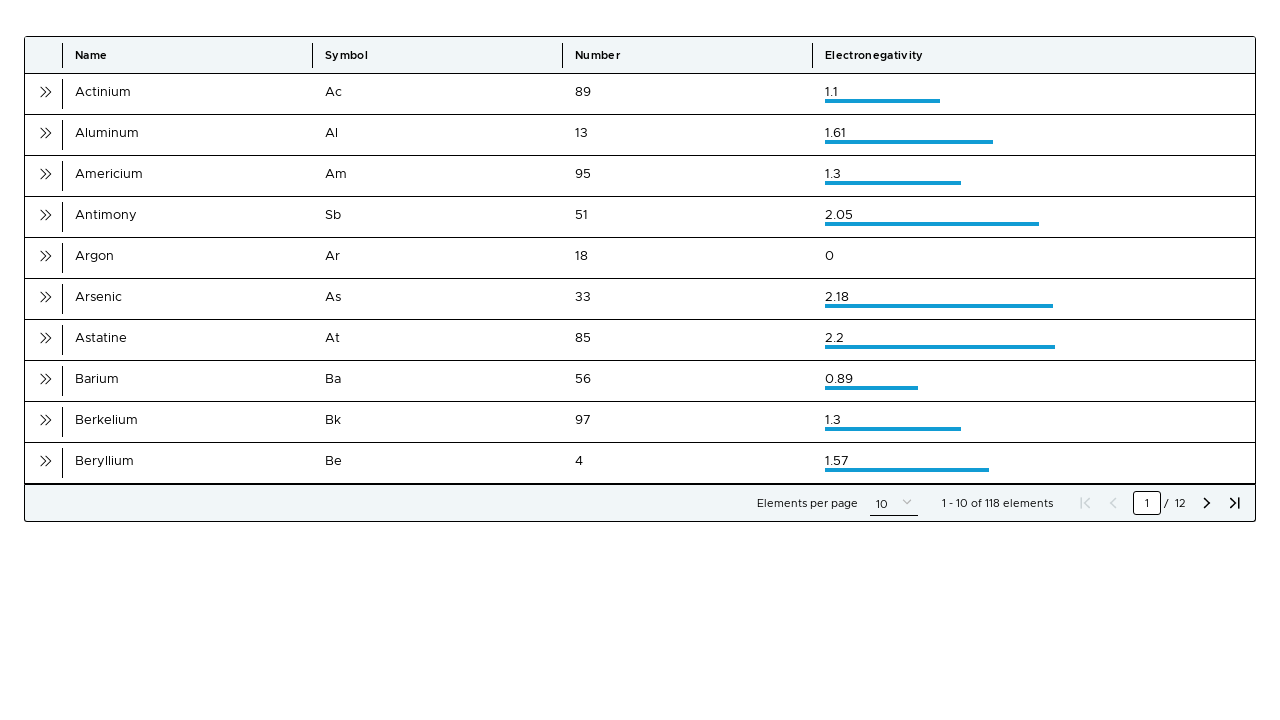 Name Symbol Number Electronegativity
Actinium Ac 89 1.1
Aluminum Al 13 1.61
Americium Am 95 1.3
Antimony Sb 51 2.05
Argon Ar 18 0
Arsenic As 33 2.18
Astatine At 85 2.2
Barium Ba 56 0.89
Berkelium Bk 97 1.3
Beryllium Be 4 1.57
Elements per page 10 1 - 10 of 118 elements 1 / 12